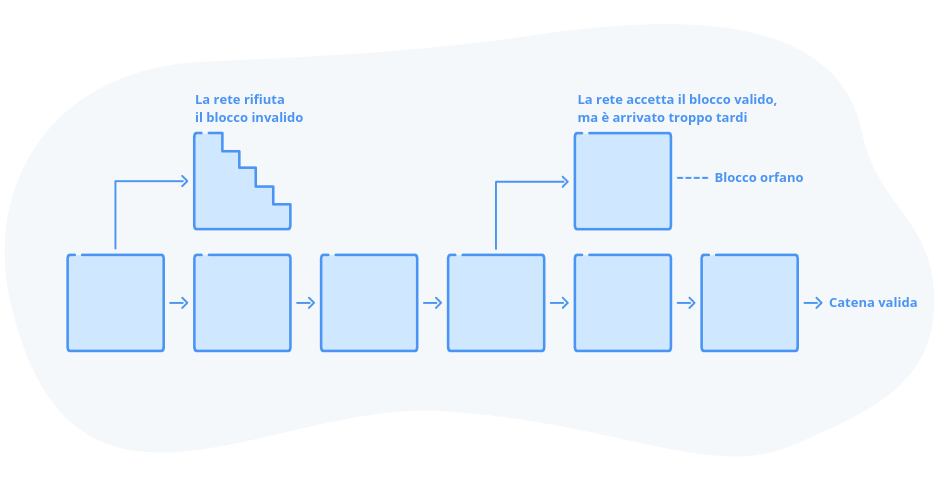 La rete rifiuta
il blocco invalido
La rete accetta il blocco valido,
ma è arrivato troppo tardi
Blocco orfano
Catena valida